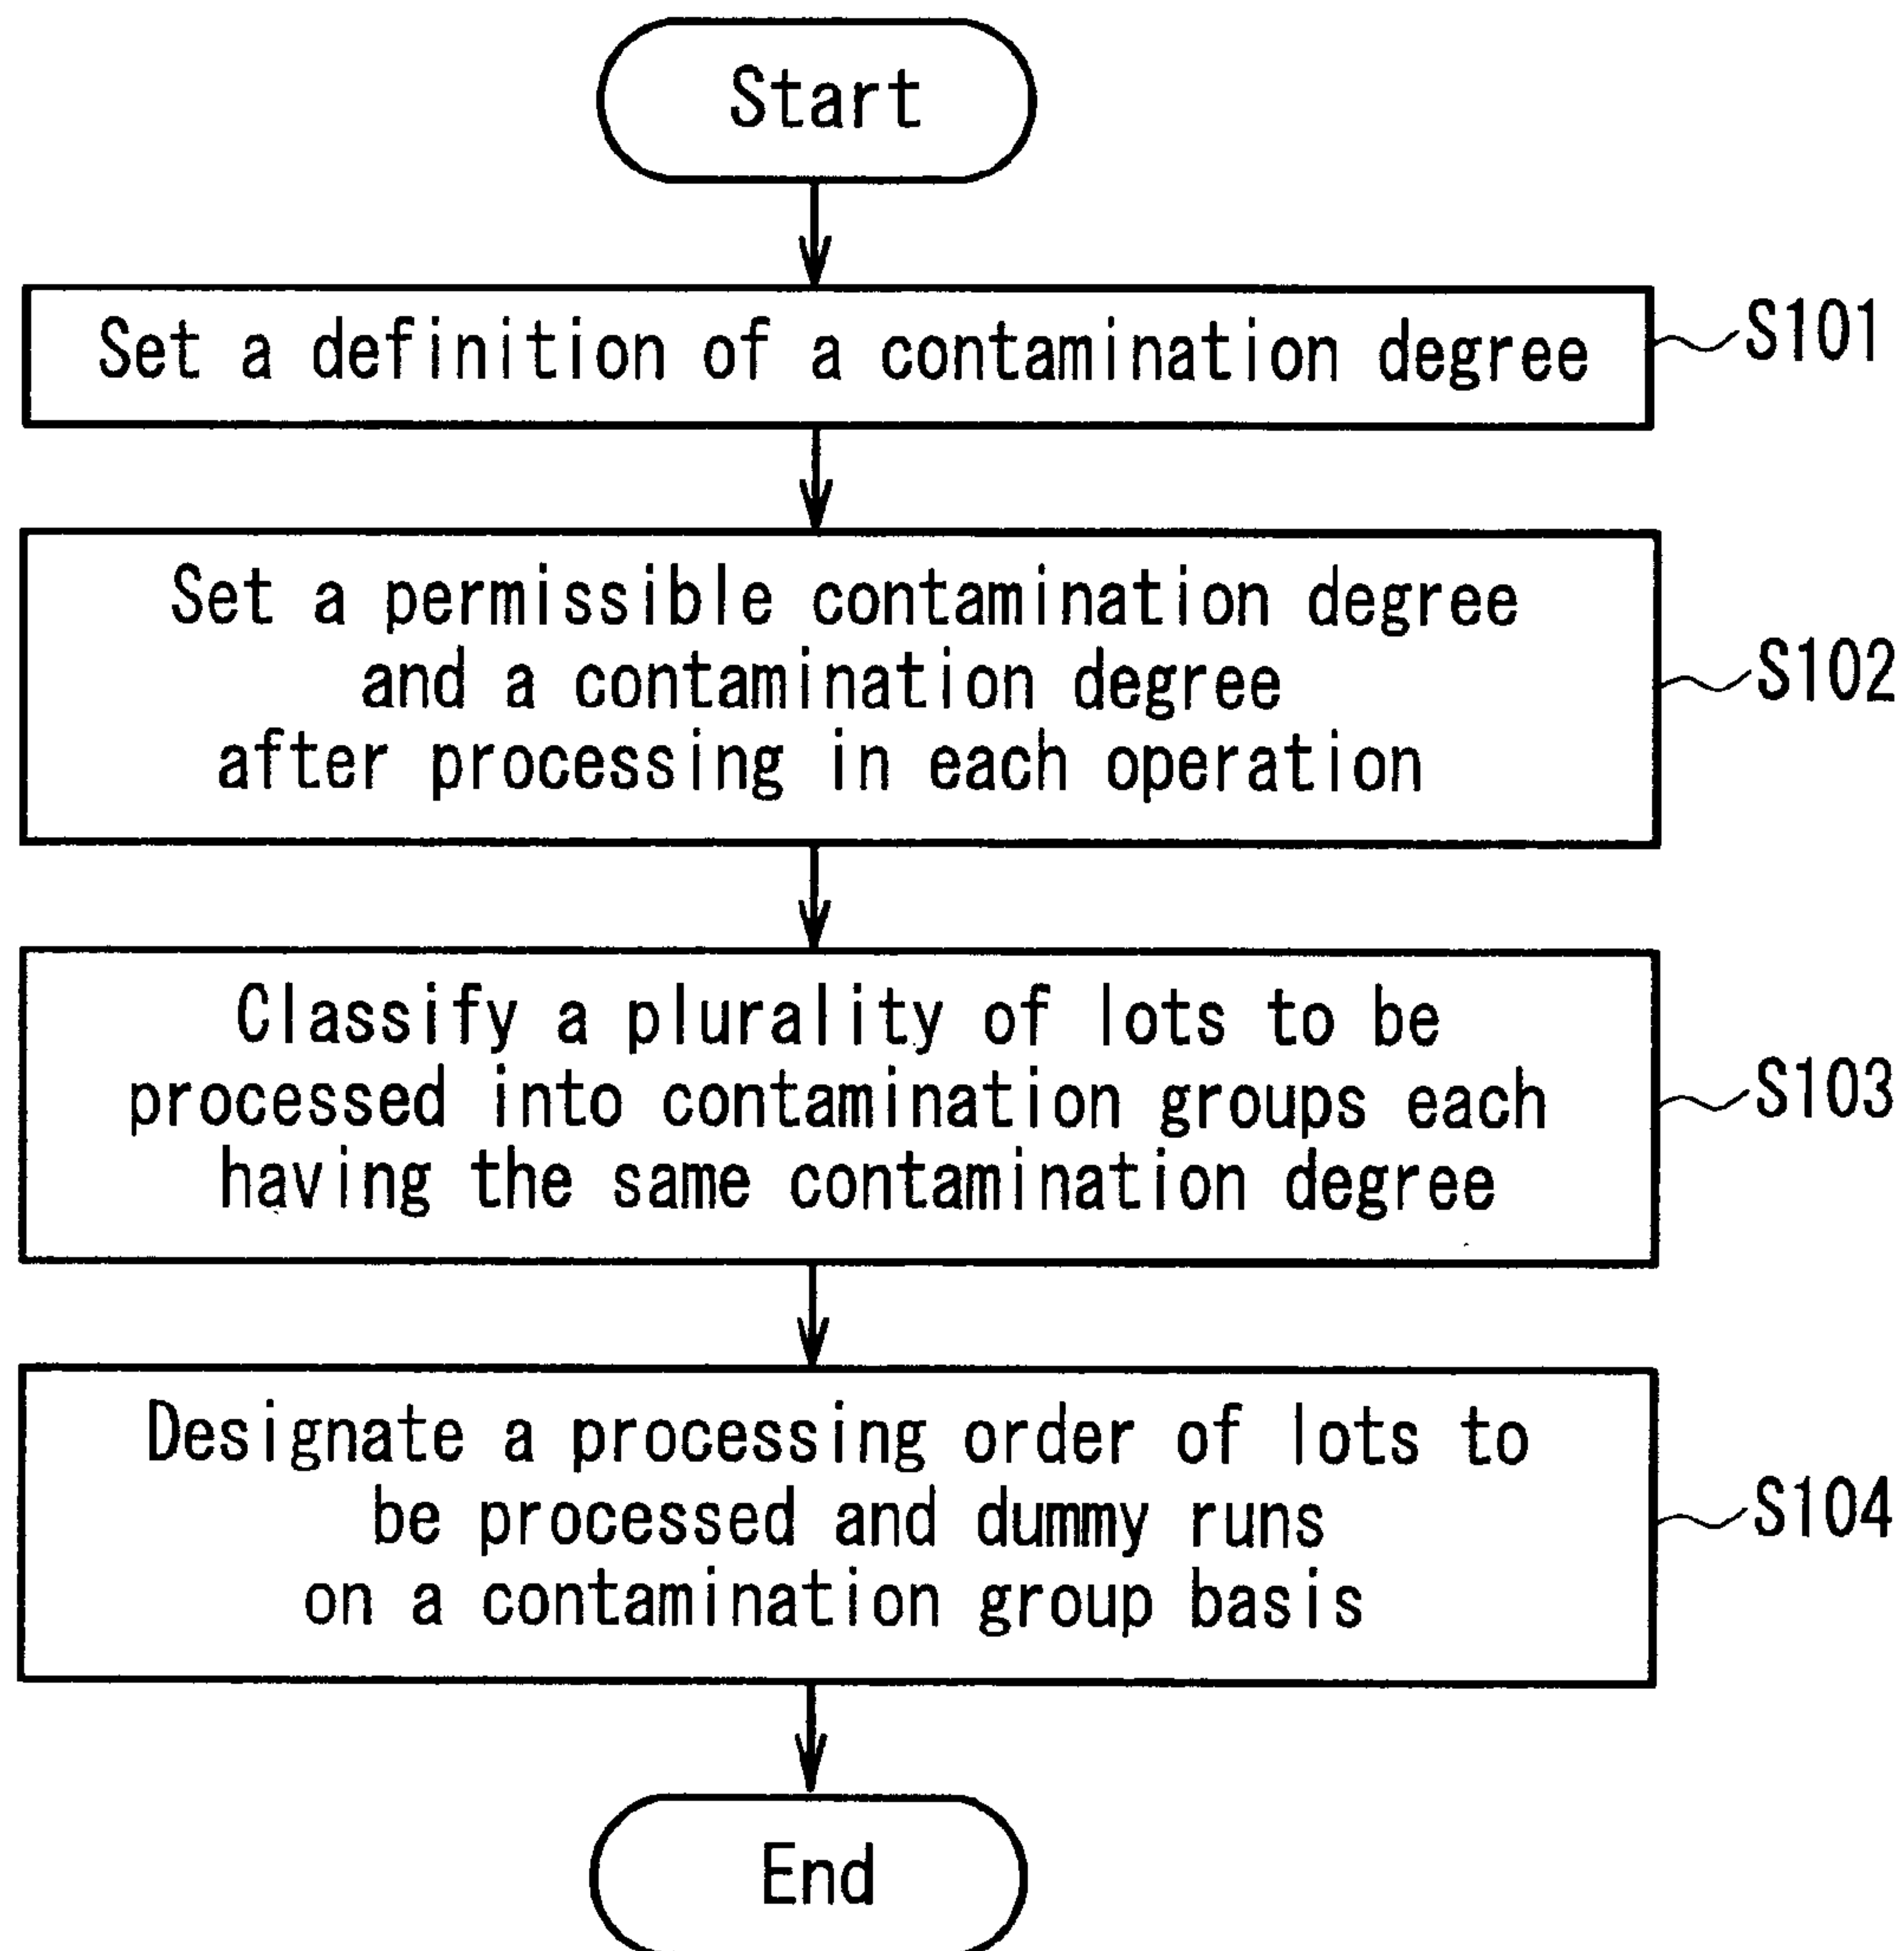 Start
Set a definition of a contamination degree
S101
Set a permissible contamination degree
and a contamination degree
after processing in each operation
S102
Classify a plurality of lots to be
processed into contamination groups each
having the same contamination degree
S103
Designate a processing order of lots to
be processed and dummy runs
on a contamination group basis
S104
End